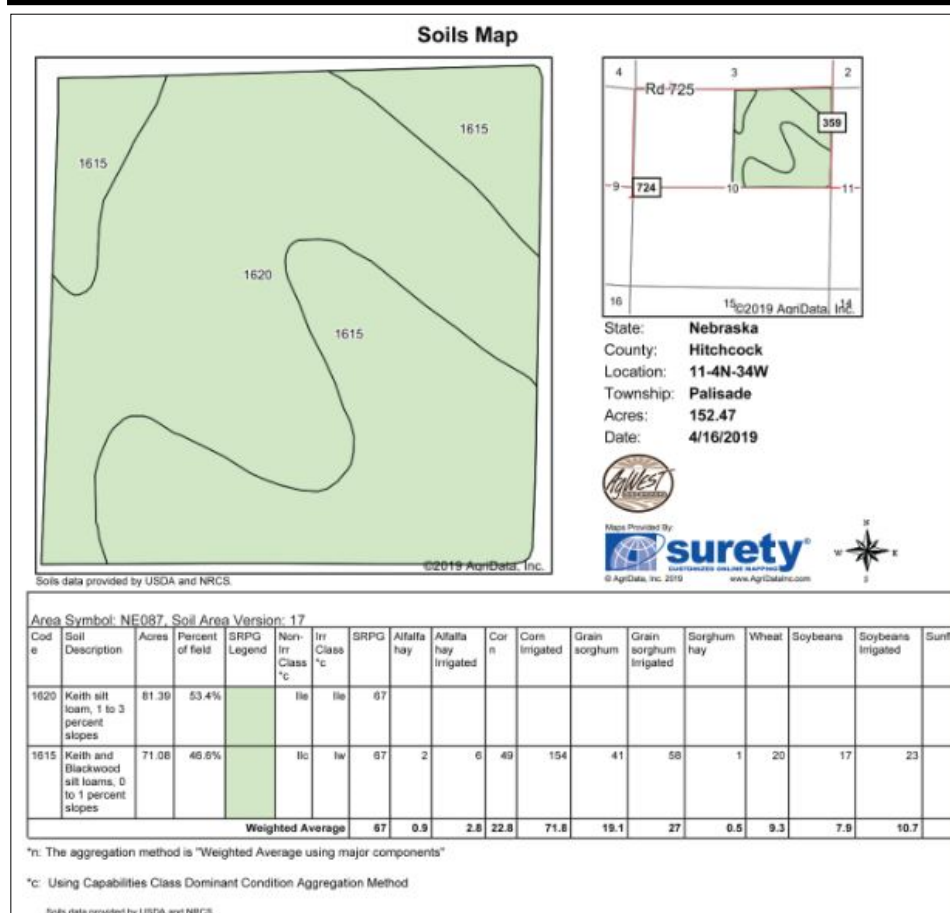 Soils Map
1615
1615
1620
1615
©2019 AgriData, Inc.
Soils data provided by USDA and NRCS.
4 3 2
Rd 725
359
9 724 10 11
16 15 14
©2019 AgriData, Inc.
State: Nebraska
County: Hitchcock
Location: 11-4N-34W
Township: Palisade
Acres: 152.47
Date: 4/16/2019
AgWEST
Maps Provided By:
surety®
CUSTOMIZED ONLINE MAPPING
© AgriData, Inc. 2019 www.AgriDataInc.com
N
W E
S
Area Symbol: NE087, Soil Area Version: 17
Code Soil Description Acres Percent of field SRPG Legend Non-Irr Class *c Irr Class *c SRPG Alfalfa hay Alfalfa hay Irrigated Corn Corn Irrigated Grain sorghum Grain sorghum Irrigated Sorghum hay Wheat Soybeans Soybeans Irrigated Sunf
1620 Keith silt loam, 1 to 3 percent slopes 81.39 53.4% IIe IIe 67
1615 Keith and Blackwood silt loams, 0 to 1 percent slopes 71.08 46.6% IIc Iw 67 2 6 49 154 41 58 1 20 17 23
Weighted Average 67 0.9 2.8 22.8 71.8 19.1 27 0.5 9.3 7.9 10.7
*n: The aggregation method is "Weighted Average using major components"
*c: Using Capabilities Class Dominant Condition Aggregation Method
Soils data provided by USDA and NRCS.